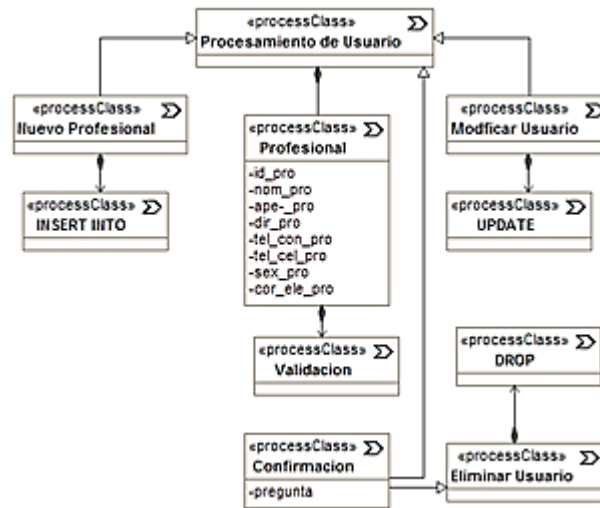 «processClass»
Procesamiento de Usuario
«processClass»
Nuevo Profesional
«processClass»
Profesional
-id_pro
-nom_pro
-ape-_pro
-dir_pro
-tel_con_pro
-tel_cel_pro
-sex_pro
-cor_ele_pro
«processClass»
Modficar Usuario
«processClass»
INSERT INTO
«processClass»
UPDATE
«processClass»
Validacion
«processClass»
DROP
«processClass»
Confirmacion
-pregunta
«processClass»
Eliminar Usuario